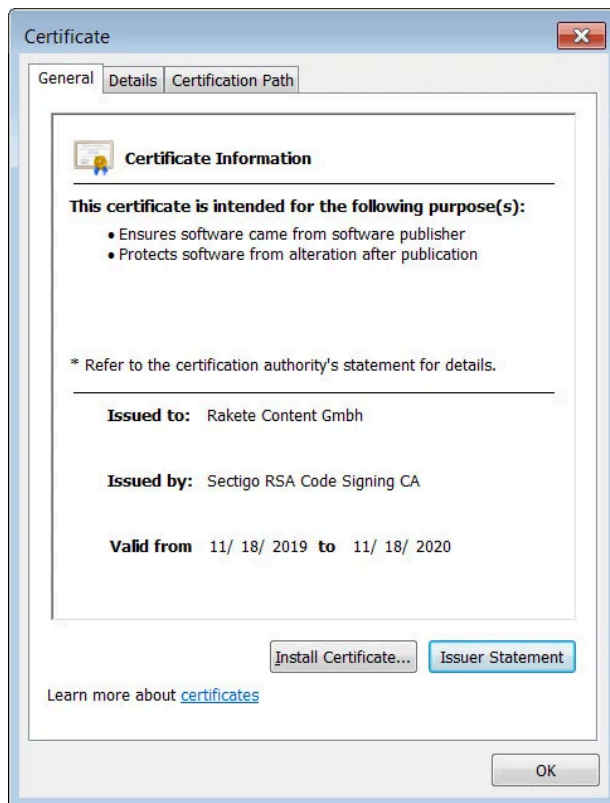 Certificate
General Details Certification Path
Certificate Information
This certificate is intended for the following purpose(s):
• Ensures software came from software publisher
• Protects software from alteration after publication
* Refer to the certification authority's statement for details.
Issued to: Rakete Content Gmbh
Issued by: Sectigo RSA Code Signing CA
Valid from 11/ 18/ 2019 to 11/ 18/ 2020
Install Certificate... Issuer Statement
Learn more about certificates
OK